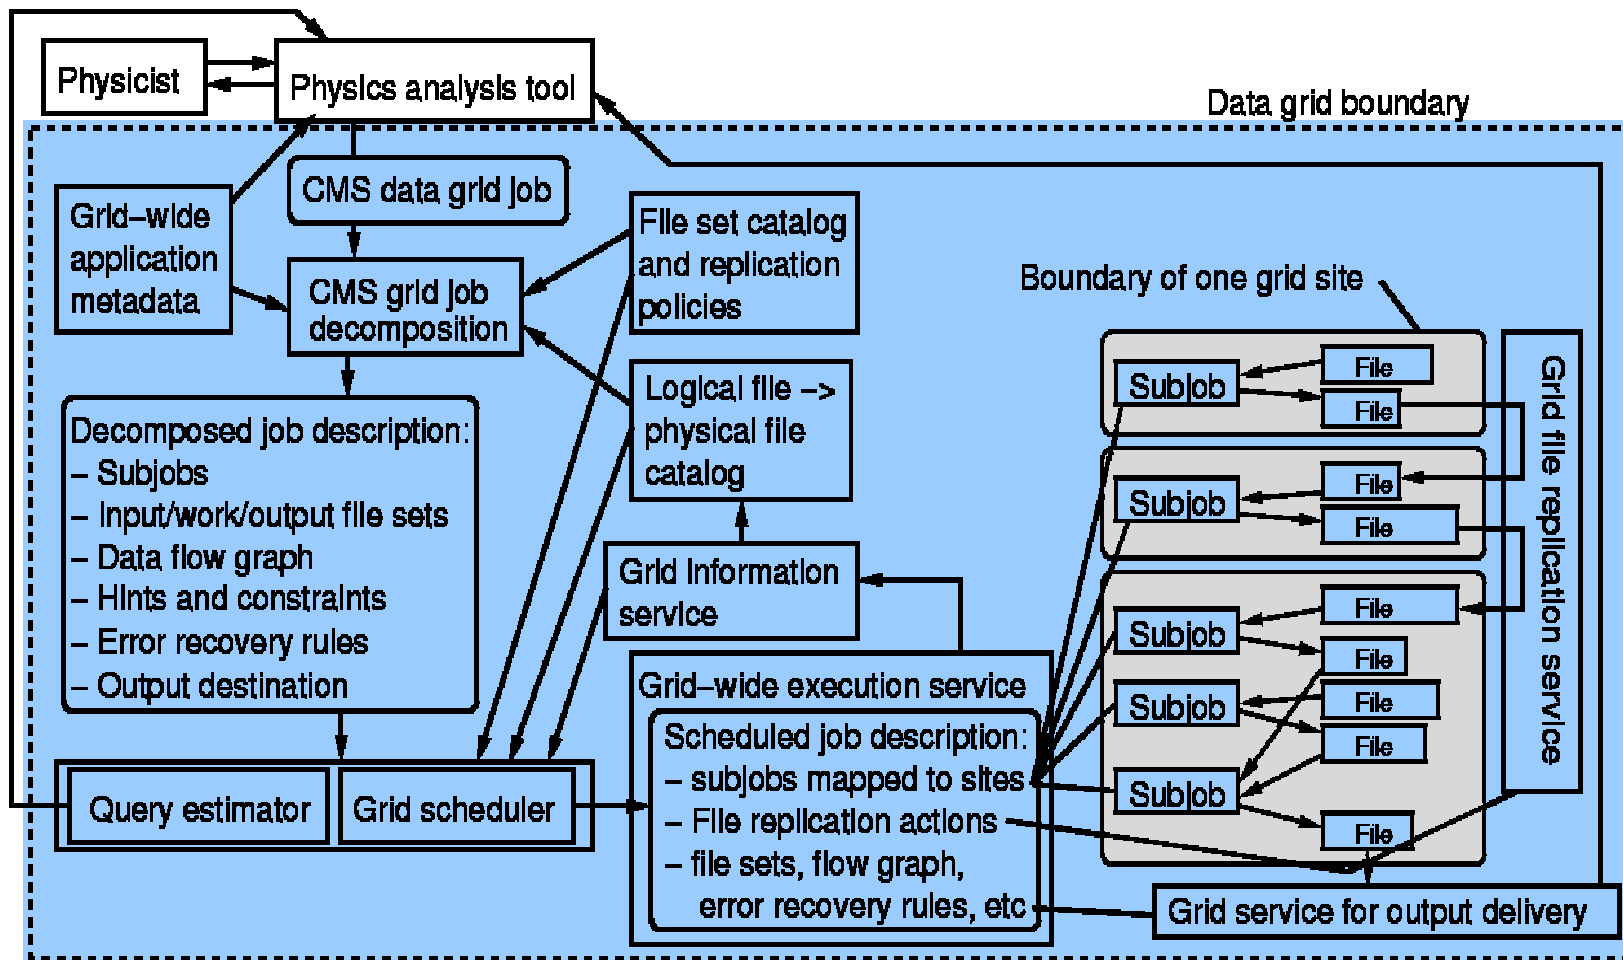 Physicist
Physics analysis tool
Data grid boundary
CMS data grid job
Grid–wide
application
metadata
File set catalog
and replication
policies
CMS grid job
decomposition
Boundary of one grid site
Logical file –>
physical file
catalog
Decomposed job description:
– Subjobs
– Input/work/output file sets
– Data flow graph
– Hints and constraints
– Error recovery rules
– Output destination
Grid information
service
Query estimator
Grid scheduler
Grid–wide execution service
Scheduled job description:
– subjobs mapped to sites
– File replication actions
– file sets, flow graph,
error recovery rules, etc
Subjob
File
File
Subjob
File
File
Subjob
File
File
Subjob
File
File
Subjob
File
Grid file replication service
Grid service for output delivery